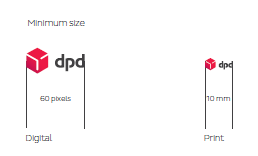 Minimum size
dpd dpd
60 pixels 10 mm
Digital Print